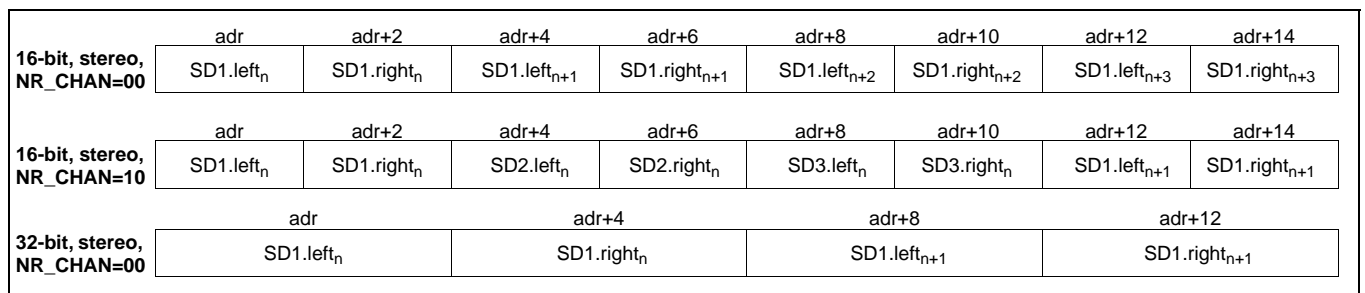 adr adr+2 adr+4 adr+6 adr+8 adr+10 adr+12 adr+14
16-bit, stereo,
NR_CHAN=00
SD1.leftn SD1.rightn SD1.leftn+1 SD1.rightn+1 SD1.leftn+2 SD1.rightn+2 SD1.leftn+3 SD1.rightn+3
adr adr+2 adr+4 adr+6 adr+8 adr+10 adr+12 adr+14
16-bit, stereo,
NR_CHAN=10
SD1.leftn SD1.rightn SD2.leftn SD2.rightn SD3.leftn SD3.rightn SD1.leftn+1 SD1.rightn+1
adr adr+4 adr+8 adr+12
32-bit, stereo,
NR_CHAN=00
SD1.leftn SD1.rightn SD1.leftn+1 SD1.rightn+1